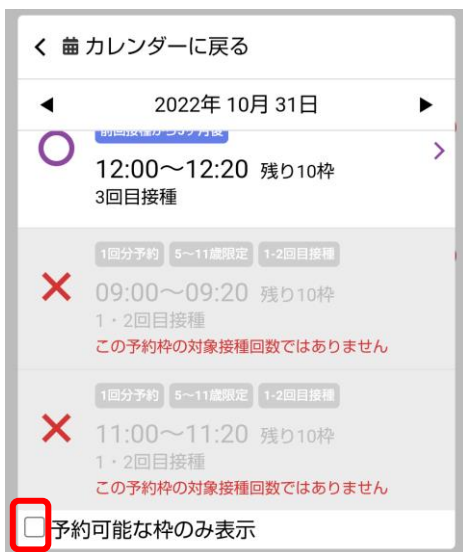 カレンダーに戻る
2022年 10月 31日
12:00〜12:20 残り10枠
3回目接種
1回分予約 5〜11歳限定 1-2回目接種
09:00〜09:20 残り10枠
1・2回目接種
この予約枠の対象接種回数ではありません
1回分予約 5〜11歳限定 1-2回目接種
11:00〜11:20 残り10枠
1・2回目接種
この予約枠の対象接種回数ではありません
予約可能な枠のみ表示